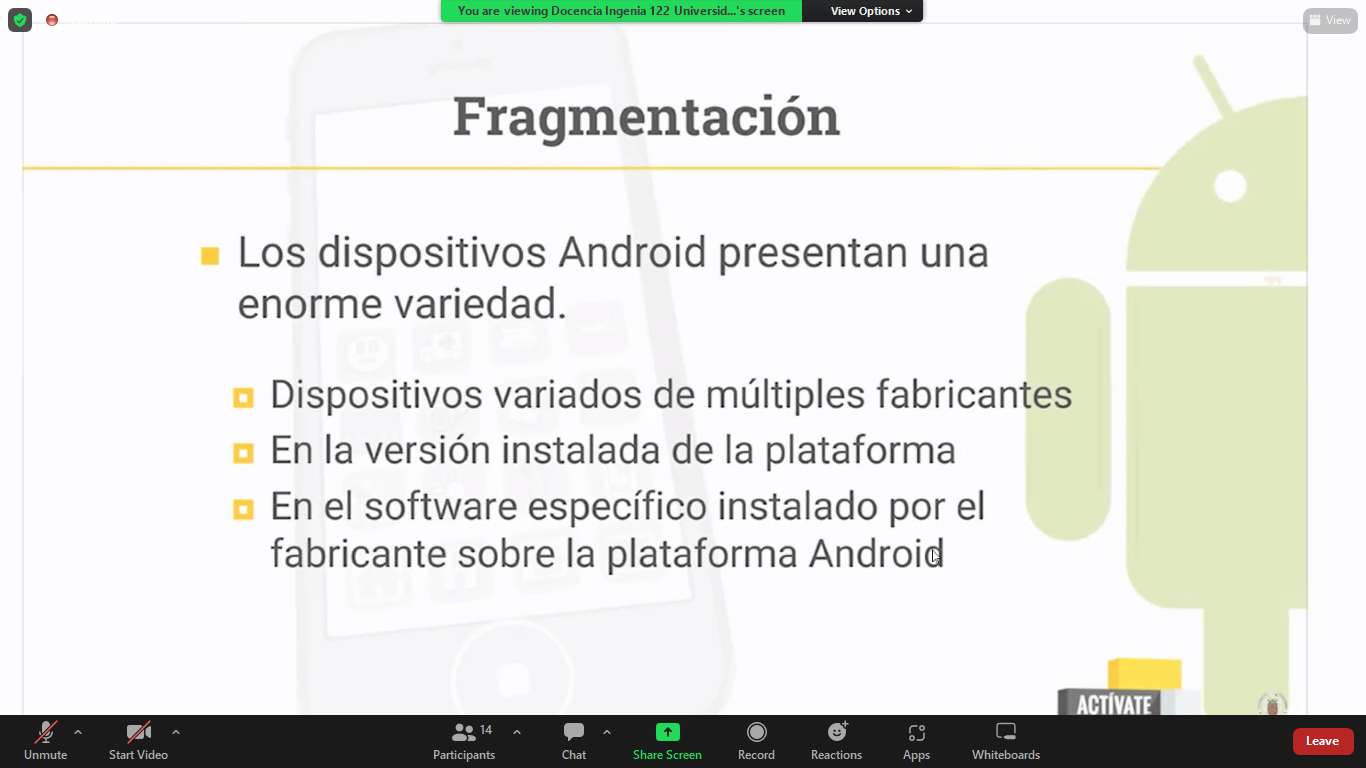 You are viewing Docencia Ingenia 122 Universid...'s screen
View Options
View
Fragmentación
Los dispositivos Android presentan una
enorme variedad.
Dispositivos variados de múltiples fabricantes
En la versión instalada de la plataforma
En el software específico instalado por el
fabricante sobre la plataforma Android
ACTÍVATE
Unmute
Start Video
Participants
14
Chat
Share Screen
Record
Reactions
Apps
Whiteboards
Leave